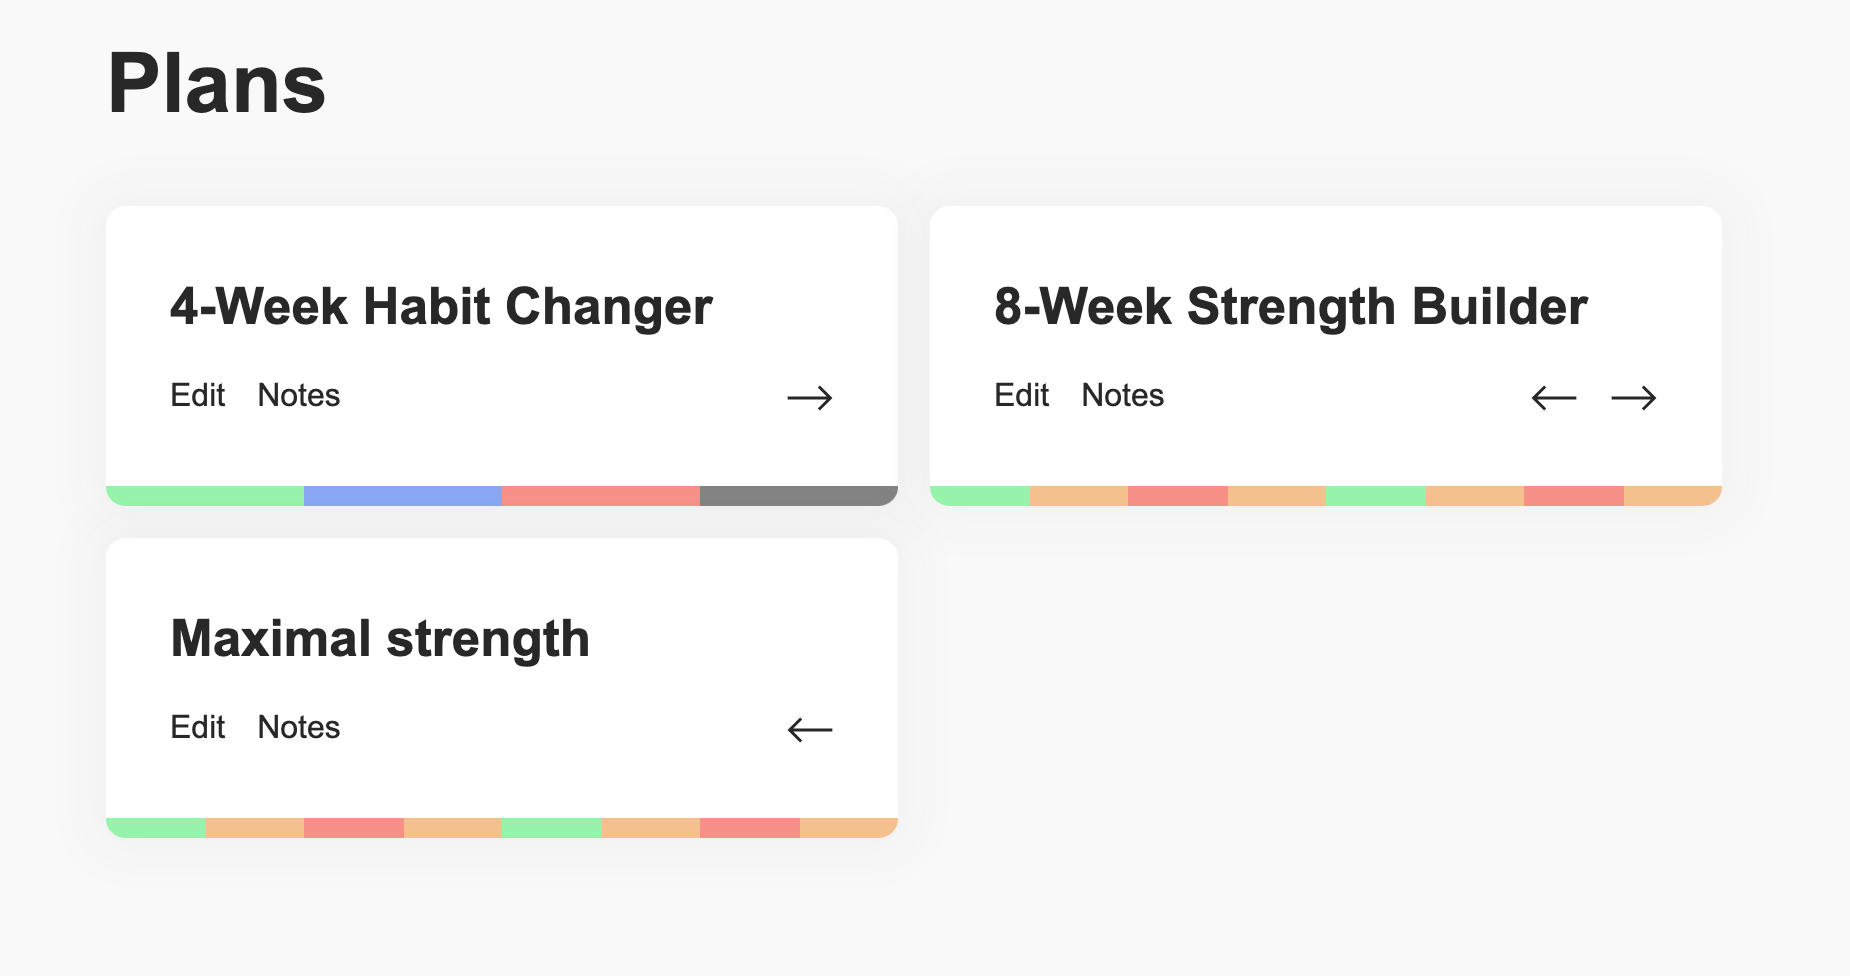 Plans
4-Week Habit Changer
Edit Notes
8-Week Strength Builder
Edit Notes
Maximal strength
Edit Notes